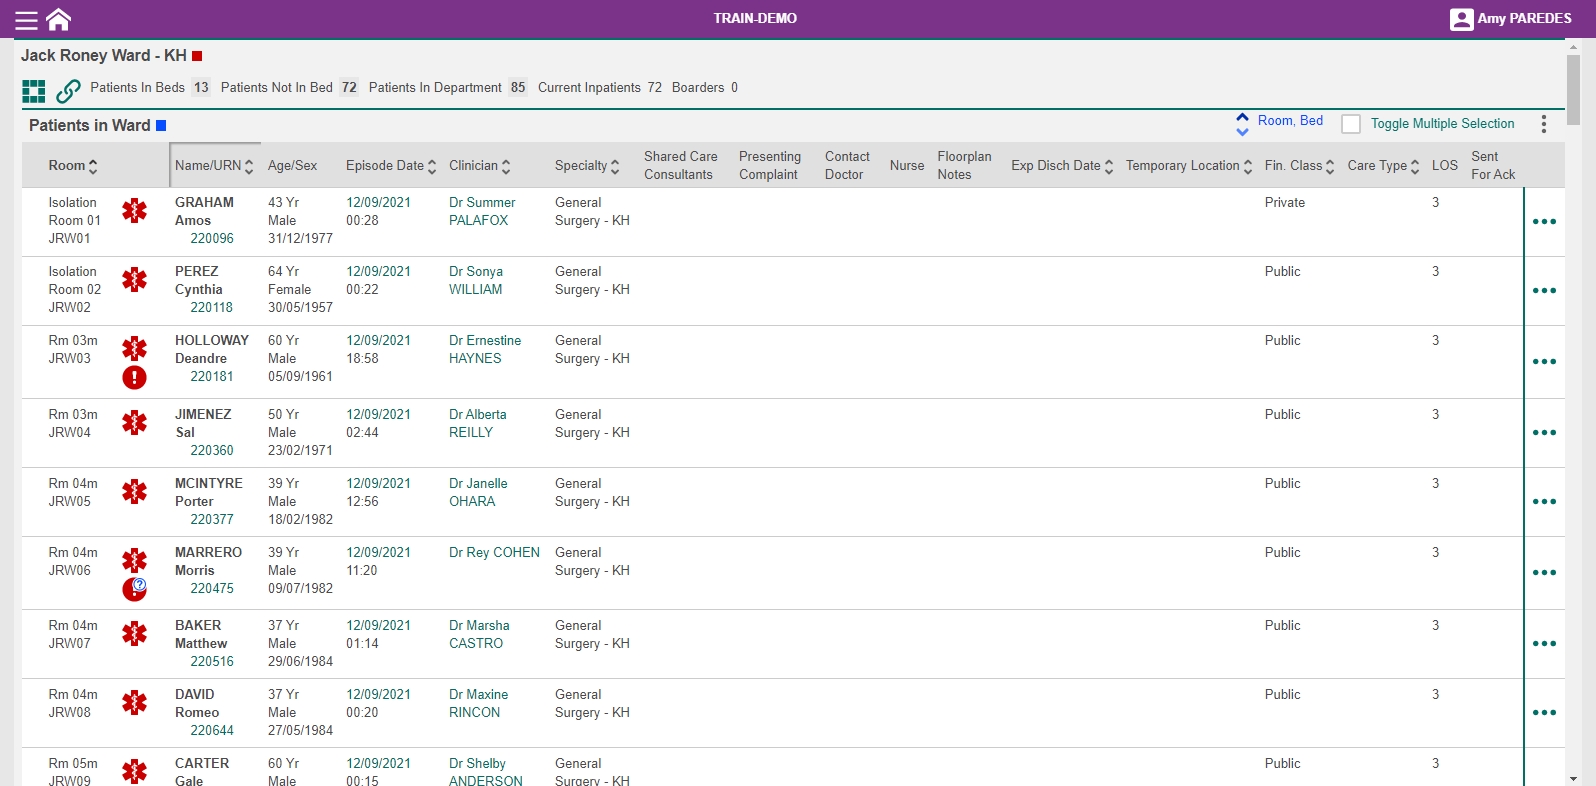 TRAIN-DEMO
Amy PAREDES
Jack Roney Ward - KH
Patients In Beds 13 Patients Not In Bed 72 Patients In Department 85 Current Inpatients 72 Boarders 0
Patients in Ward
Room, Bed
Toggle Multiple Selection
Room Name/URN Age/Sex Episode Date Clinician Specialty Shared Care Consultants Presenting Complaint Contact Doctor Nurse Floorplan Notes Exp Disch Date Temporary Location Fin. Class Care Type LOS Sent For Ack
Isolation GRAHAM 43 Yr 12/09/2021 Dr Summer General Private 3
Room 01 Amos Male 00:28 PALAFOX Surgery - KH
JRW01 220096 31/12/1977
Isolation PEREZ 64 Yr 12/09/2021 Dr Sonya General Public 3
Room 02 Cynthia Female 00:22 WILLIAM Surgery - KH
JRW02 220118 30/05/1957
Rm 03m HOLLOWAY 60 Yr 12/09/2021 Dr Ernestine General Public 3
JRW03 Deandre Male 18:58 HAYNES Surgery - KH
220181 05/09/1961
Rm 03m JIMENEZ 50 Yr 12/09/2021 Dr Alberta General Public 3
JRW04 Sal Male 02:44 REILLY Surgery - KH
220360 23/02/1971
Rm 04m MCINTYRE 39 Yr 12/09/2021 Dr Janelle General Public 3
JRW05 Porter Male 12:56 OHARA Surgery - KH
220377 18/02/1982
Rm 04m MARRERO 39 Yr 12/09/2021 Dr Rey COHEN General Public 3
JRW06 Morris Male 11:20 Surgery - KH
220475 09/07/1982
Rm 04m BAKER 37 Yr 12/09/2021 Dr Marsha General Public 3
JRW07 Matthew Male 01:14 CASTRO Surgery - KH
220516 29/06/1984
Rm 04m DAVID 37 Yr 12/09/2021 Dr Maxine General Public 3
JRW08 Romeo Male 00:20 RINCON Surgery - KH
220644 27/05/1984
Rm 05m CARTER 60 Yr 12/09/2021 Dr Shelby General Public 3
JRW09 Gale Male 00:15 ANDERSON Surgery - KH